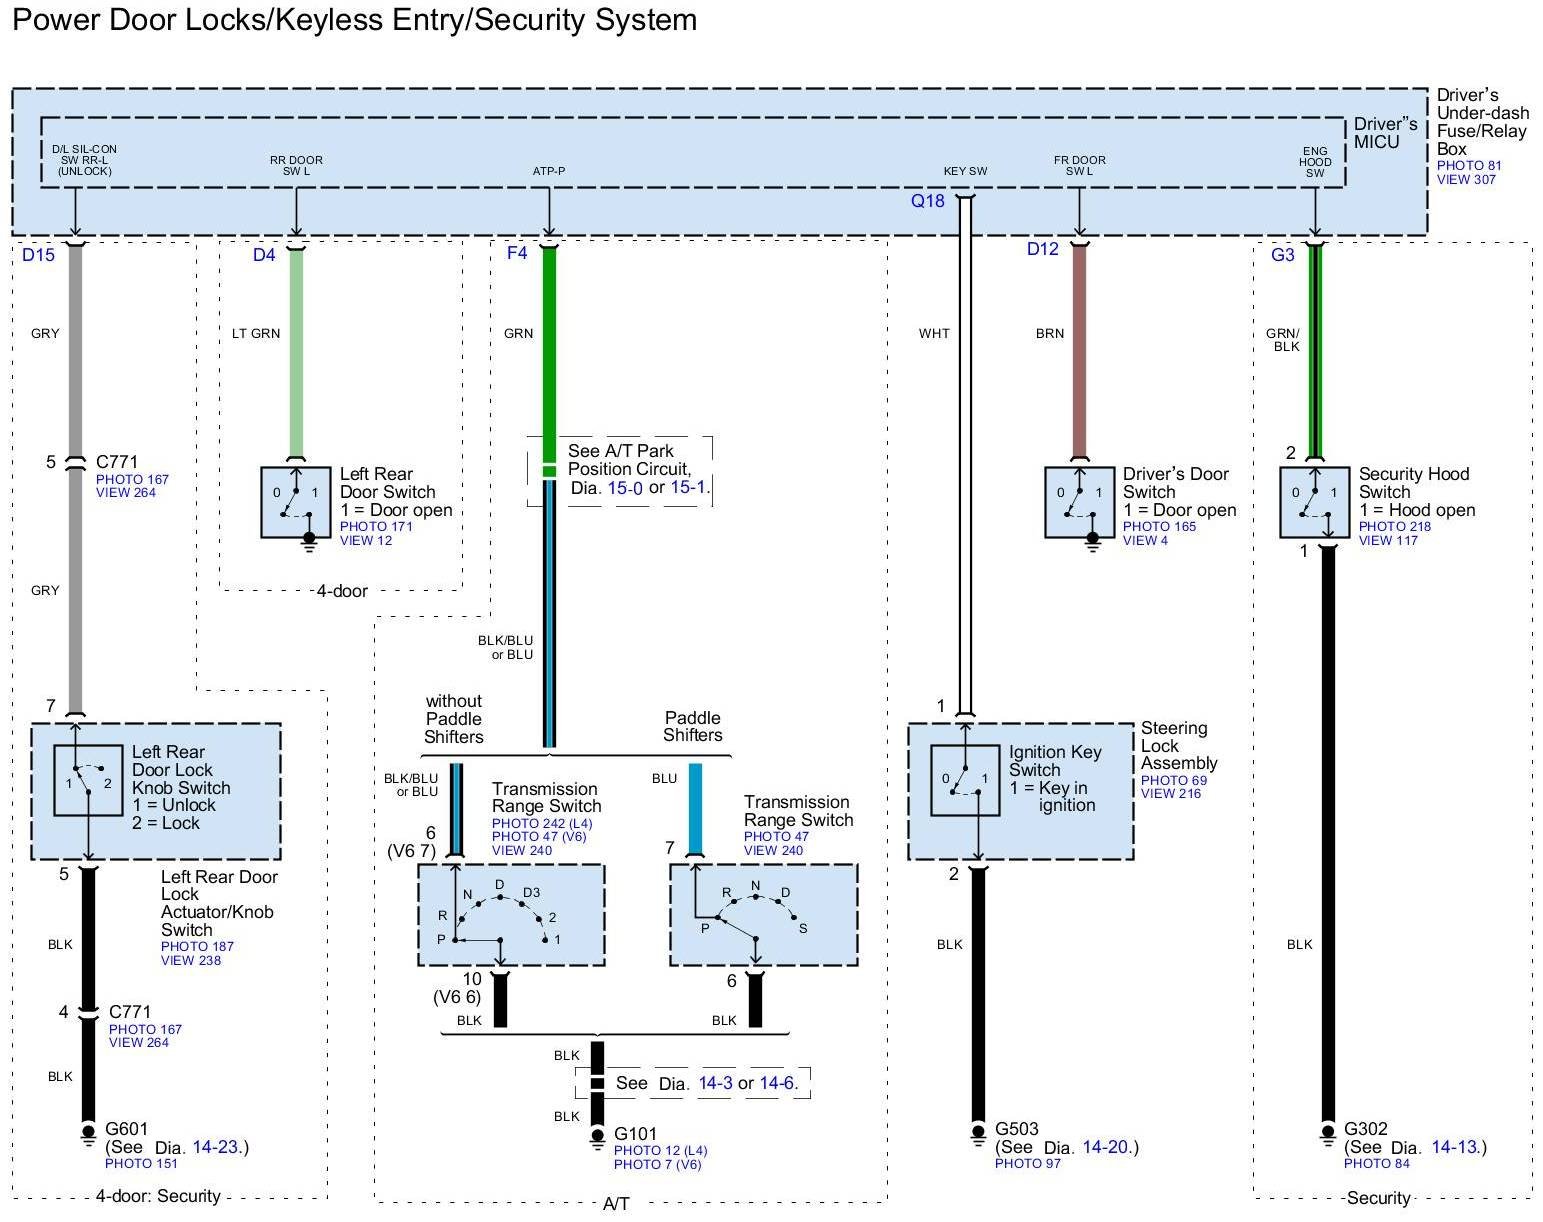 Power Door Locks/Keyless Entry/Security System
Driver's
Under-dash
Fuse/Relay
Box
PHOTO 81
VIEW 307
Driver"s
MICU
D/L SIL-CON
SW RR-L
(UNLOCK)
RR DOOR
SW L
ATP-P
KEY SW
FR DOOR
SW L
ENG
HOOD
SW
D15
D4
F4
Q18
D12
G3
GRY
LT GRN
GRN
WHT
BRN
GRN/
BLK
5
C771
PHOTO 167
VIEW 264
0
1
Left Rear
Door Switch
1 = Door open
PHOTO 171
VIEW 12
See A/T Park
Position Circuit,
Dia. 15-0 or 15-1.
0
1
Driver's Door
Switch
1 = Door open
PHOTO 165
VIEW 4
2
0
1
Security Hood
Switch
1 = Hood open
PHOTO 218
VIEW 117
1
GRY
4-door
BLK/BLU
or BLU
7
without
Paddle
Shifters
Paddle
Shifters
1
1
2
Left Rear
Door Lock
Knob Switch
1 = Unlock
2 = Lock
BLK/BLU
or BLU
BLU
Transmission
Range Switch
PHOTO 242 (L4)
PHOTO 47 (V6)
VIEW 240
Transmission
Range Switch
PHOTO 47
VIEW 240
0
1
Ignition Key
Switch
1 = Key in
ignition
Steering
Lock
Assembly
PHOTO 69
VIEW 216
6
(V6 7)
7
5
Left Rear Door
Lock
Actuator/Knob
Switch
PHOTO 187
VIEW 238
P
R
N
D
D3
2
1
P
R
N
D
S
2
BLK
BLK
BLK
10
(V6 6)
BLK
6
BLK
4
C771
PHOTO 167
VIEW 264
BLK
BLK
See Dia. 14-3 or 14-6.
BLK
G601
(See Dia. 14-23.)
PHOTO 151
G101
PHOTO 12 (L4)
PHOTO 7 (V6)
G503
(See Dia. 14-20.)
PHOTO 97
G302
(See Dia. 14-13.)
PHOTO 84
4-door: Security
A/T
Security